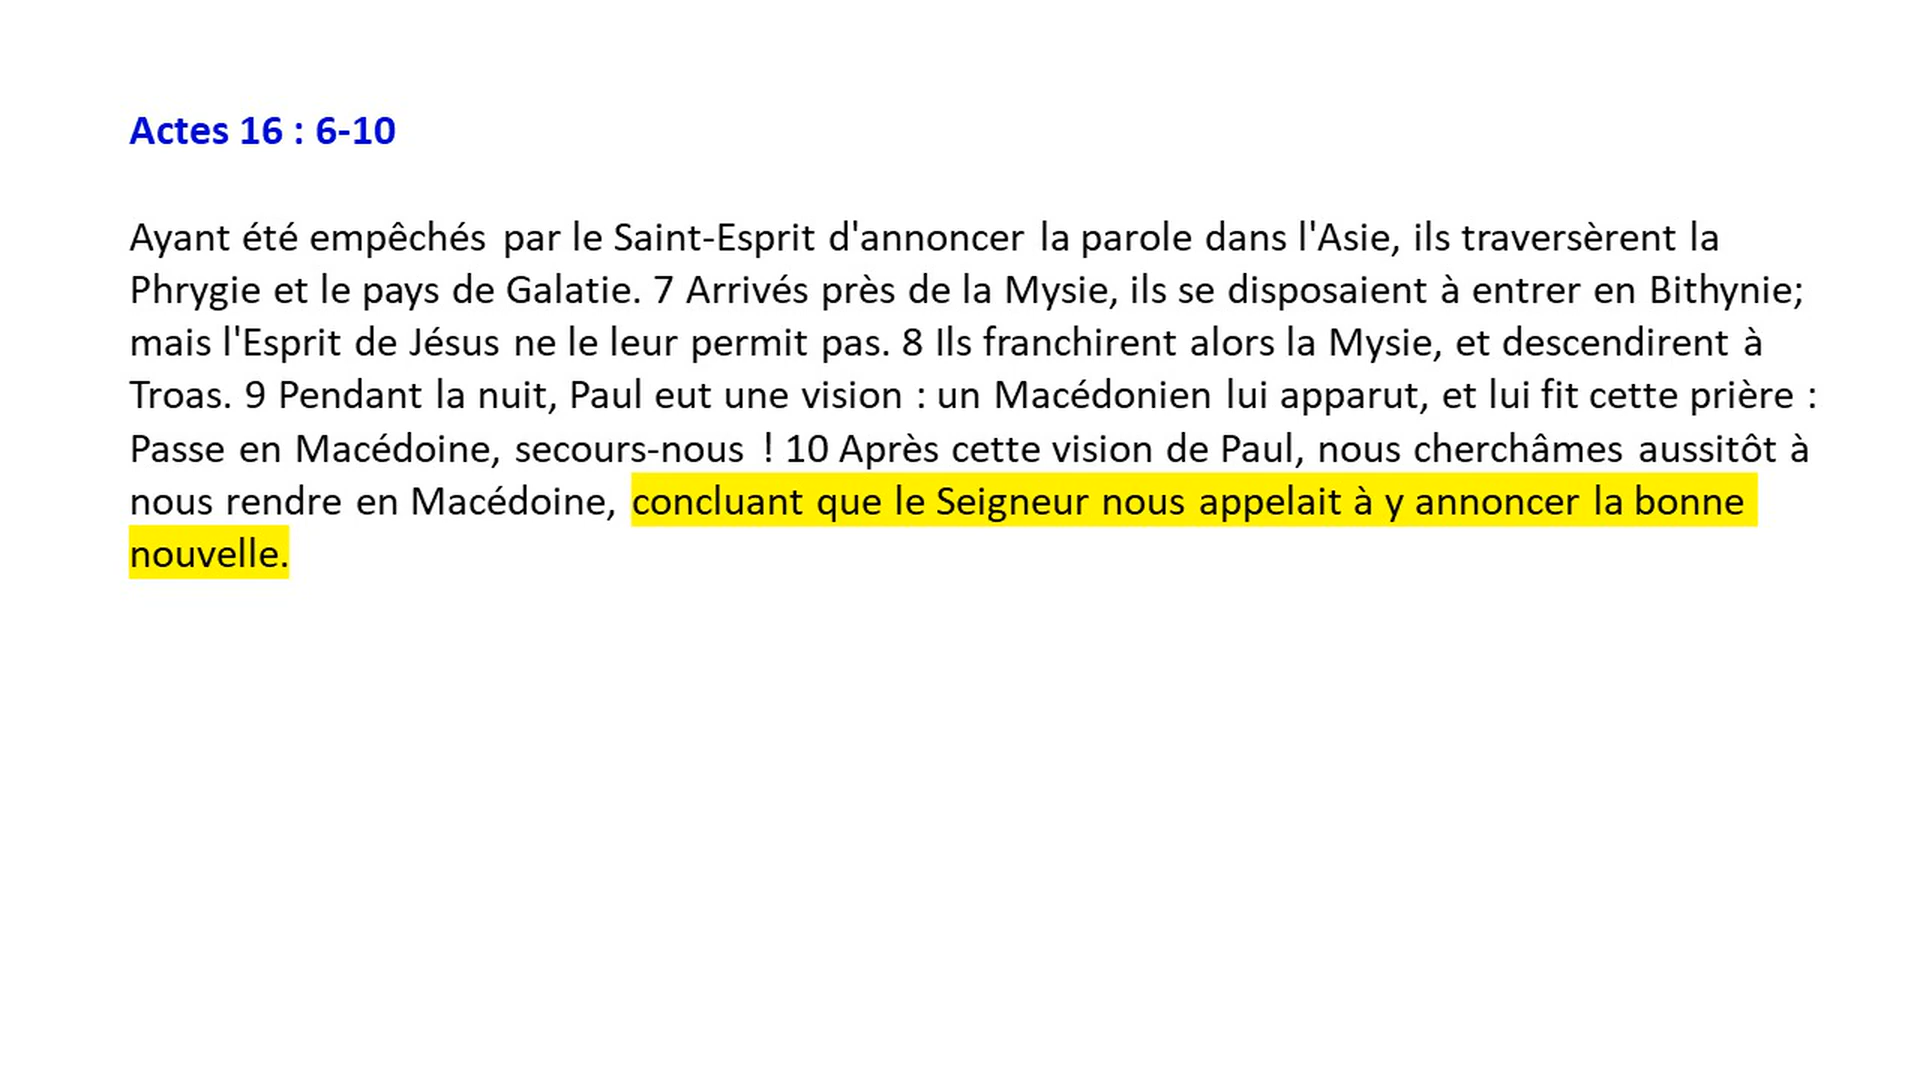 Actes 16 : 6-10
Ayant été empêchés par le Saint-Esprit d'annoncer la parole dans l'Asie, ils traversèrent la
Phrygie et le pays de Galatie. 7 Arrivés près de la Mysie, ils se disposaient à entrer en Bithynie;
mais l'Esprit de Jésus ne le leur permit pas. 8 Ils franchirent alors la Mysie, et descendirent à
Troas. 9 Pendant la nuit, Paul eut une vision : un Macédonien lui apparut, et lui fit cette prière :
Passe en Macédoine, secours-nous ! 10 Après cette vision de Paul, nous cherchâmes aussitôt à
nous rendre en Macédoine, concluant que le Seigneur nous appelait à y annoncer la bonne
nouvelle.